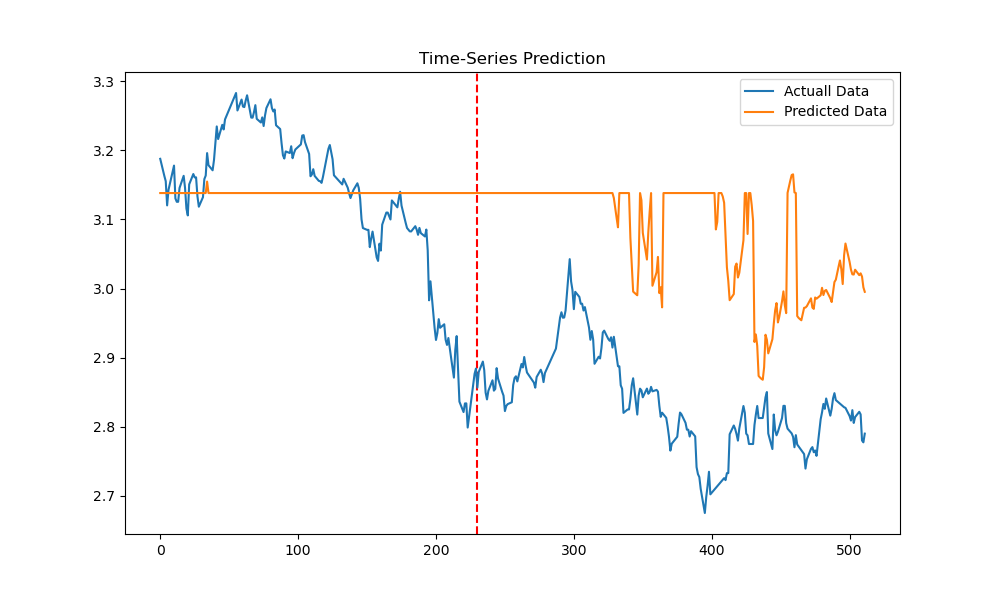 Time-Series Prediction
Actuall Data
Predicted Data
3.3
3.2
3.1
3.0
2.9
2.8
2.7
0 100 200 300 400 500